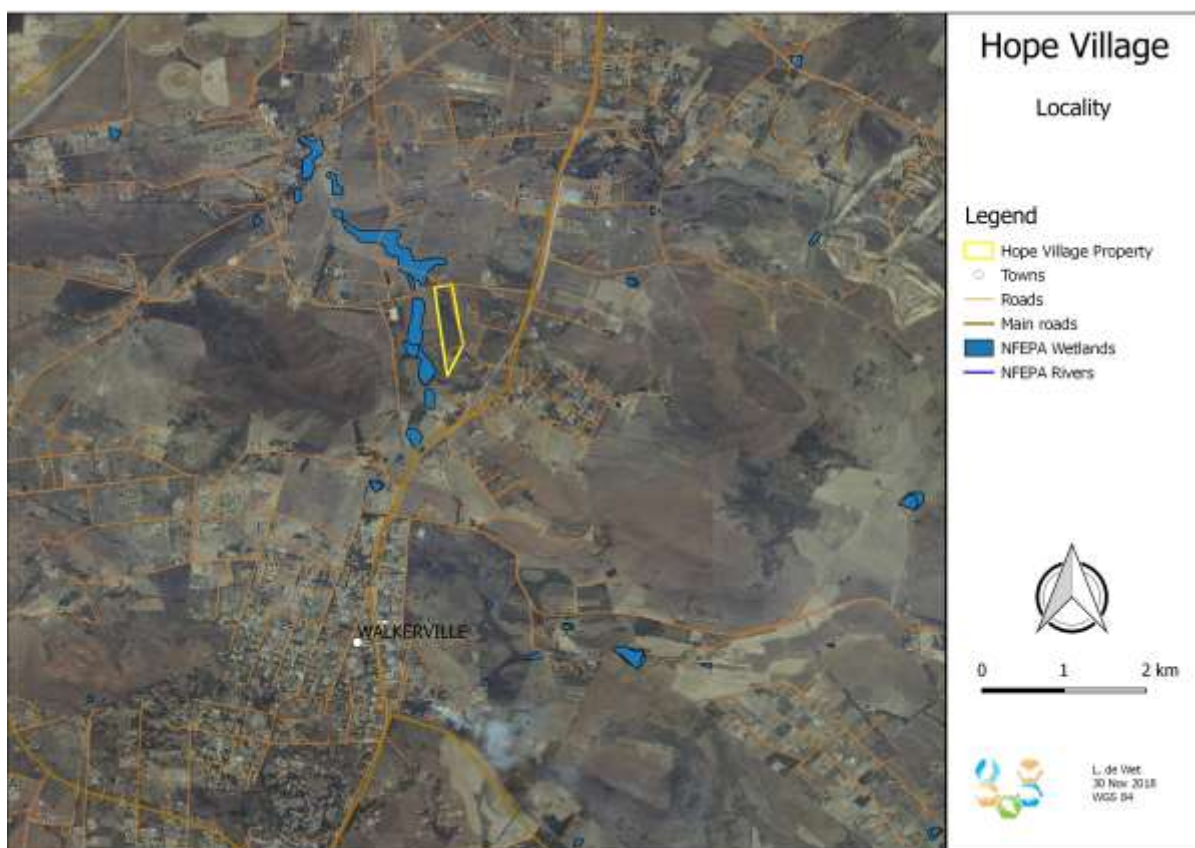 Hope Village
Locality
Legend
Hope Village Property
Towns
Roads
Main roads
NFEPA Wetlands
NFEPA Rivers
WALKERVILLE
0 1 2 km
L. de Wet
30 Nov 2018
WGS 84